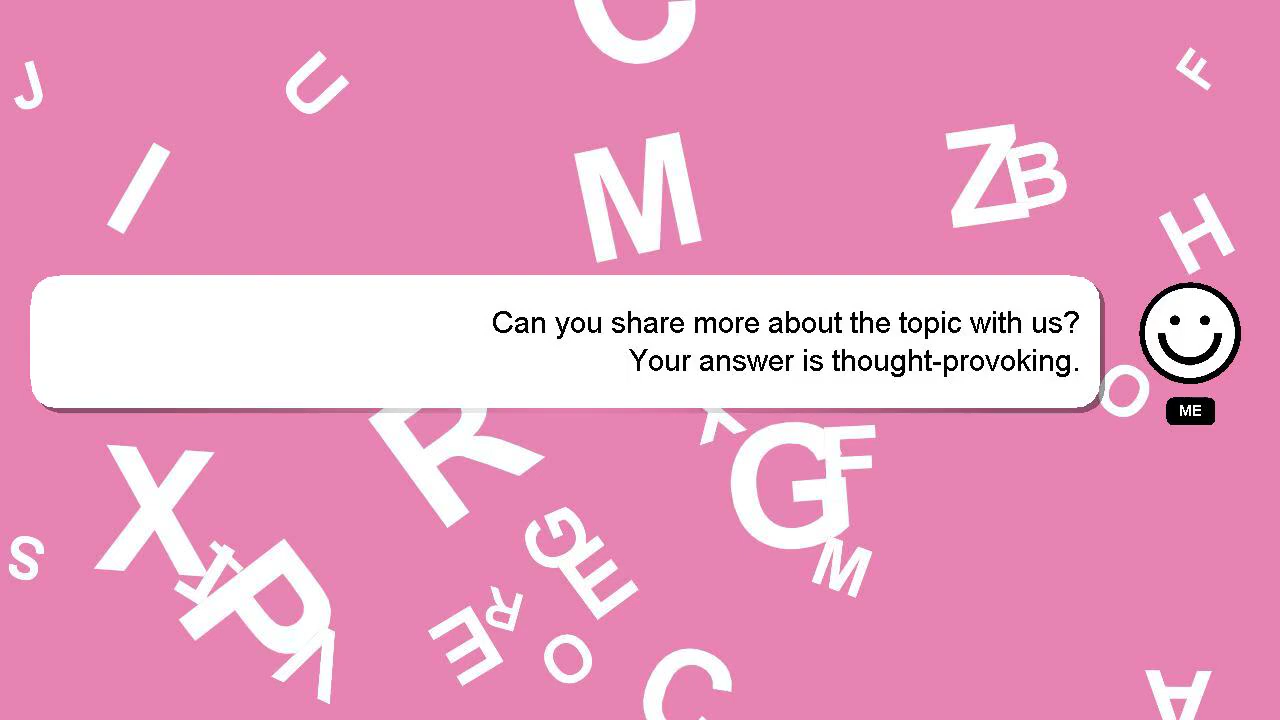 C
J
U
F
I
M
Z
B
H
Can you share more about the topic with us?
Your answer is thought-provoking.
ME
O
R
X
G
F
X
I
S
G
E
M
T
P
V
R
E
O
C
A